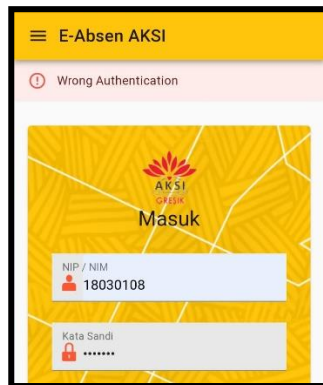 E-Absen AKSI
Wrong Authentication
AKSI
GRESIK
Masuk
NIP / NIM
18030108
Kata Sandi
•••••••